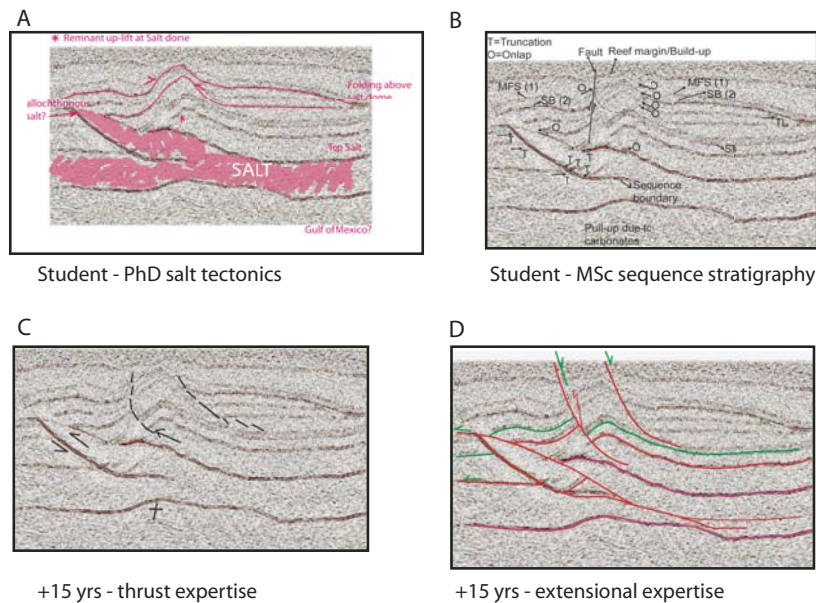 A
* Remnant up-lift at Salt dome
Folding above
salt dome
allochthonous
salt?
Top Salt
SALT
Gulf of Mexico?
Student - PhD salt tectonics
B
T=Truncation
O=Onlap
Fault
Reef margin/Build-up
MFS (1)
SB (2)
O
O
O
O
O
O
MFS (1)
SB (2)
TL
O
T
T
T
T
T
T
T
O
Sequence
boundary
Pull-up due to
carbonates
Student - MSc sequence stratigraphy
C
+15 yrs - thrust expertise
D
+15 yrs - extensional expertise